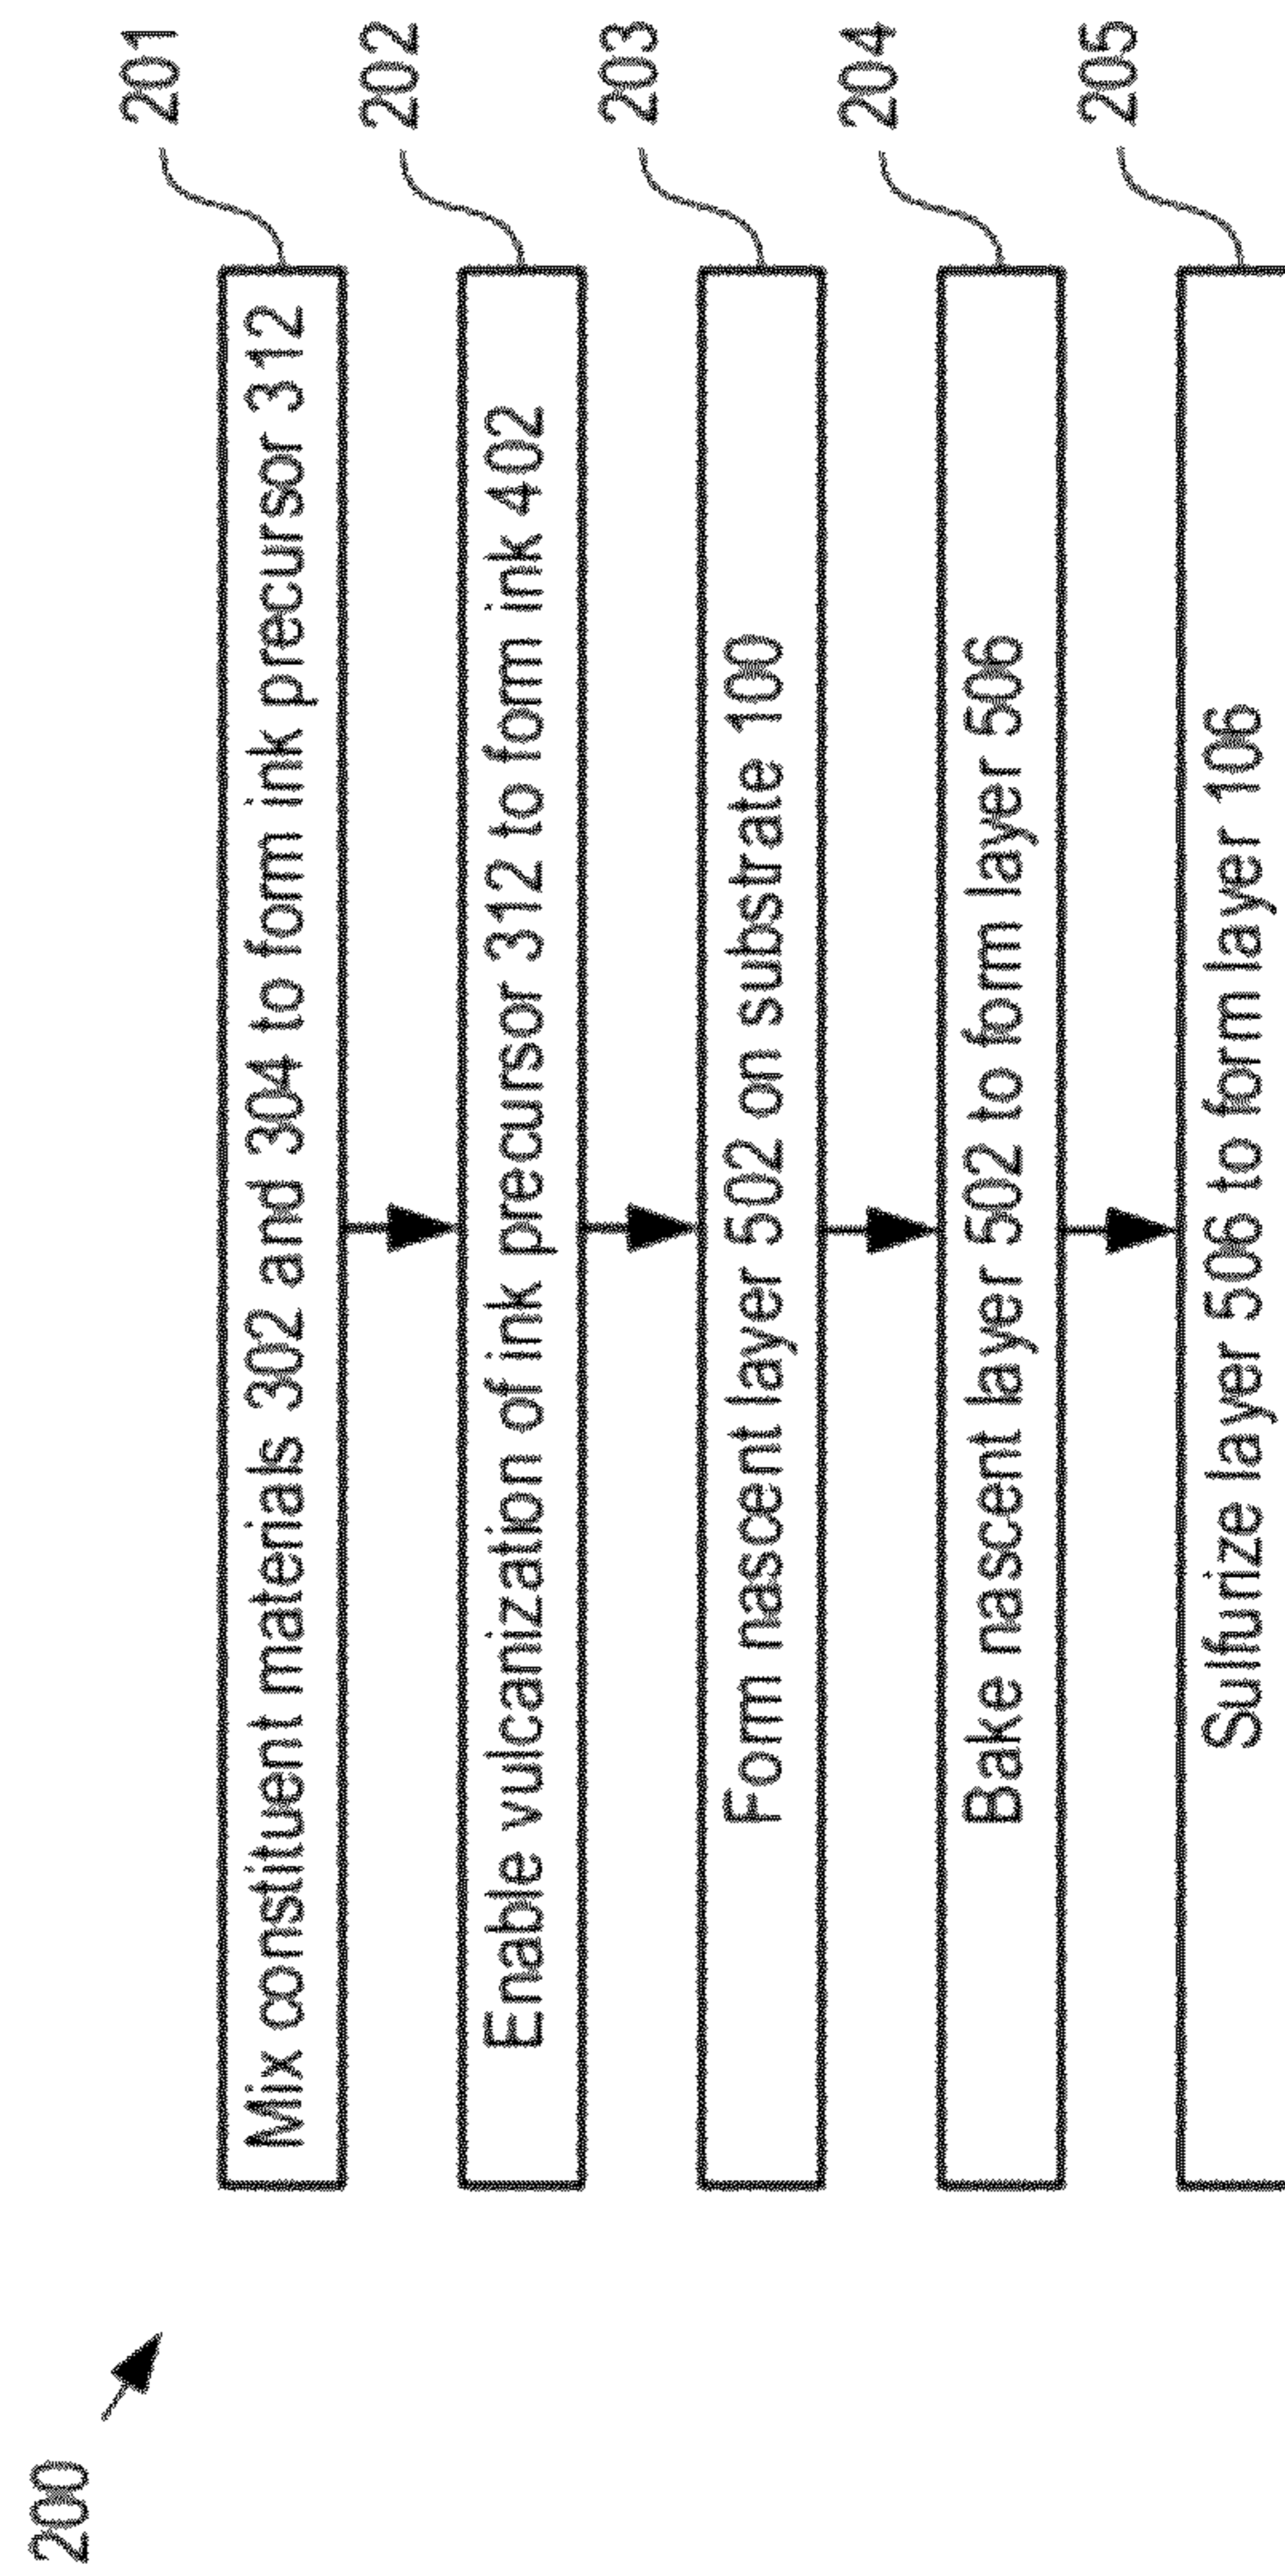 200
Mix constituent materials 302 and 304 to form ink precursor 312
201
Enable vulcanization of ink precursor 312 to form ink 402
202
Form nascent layer 502 on substrate 100
203
Bake nascent layer 502 to form layer 506
204
Sulfurize layer 506 to form layer 106
205